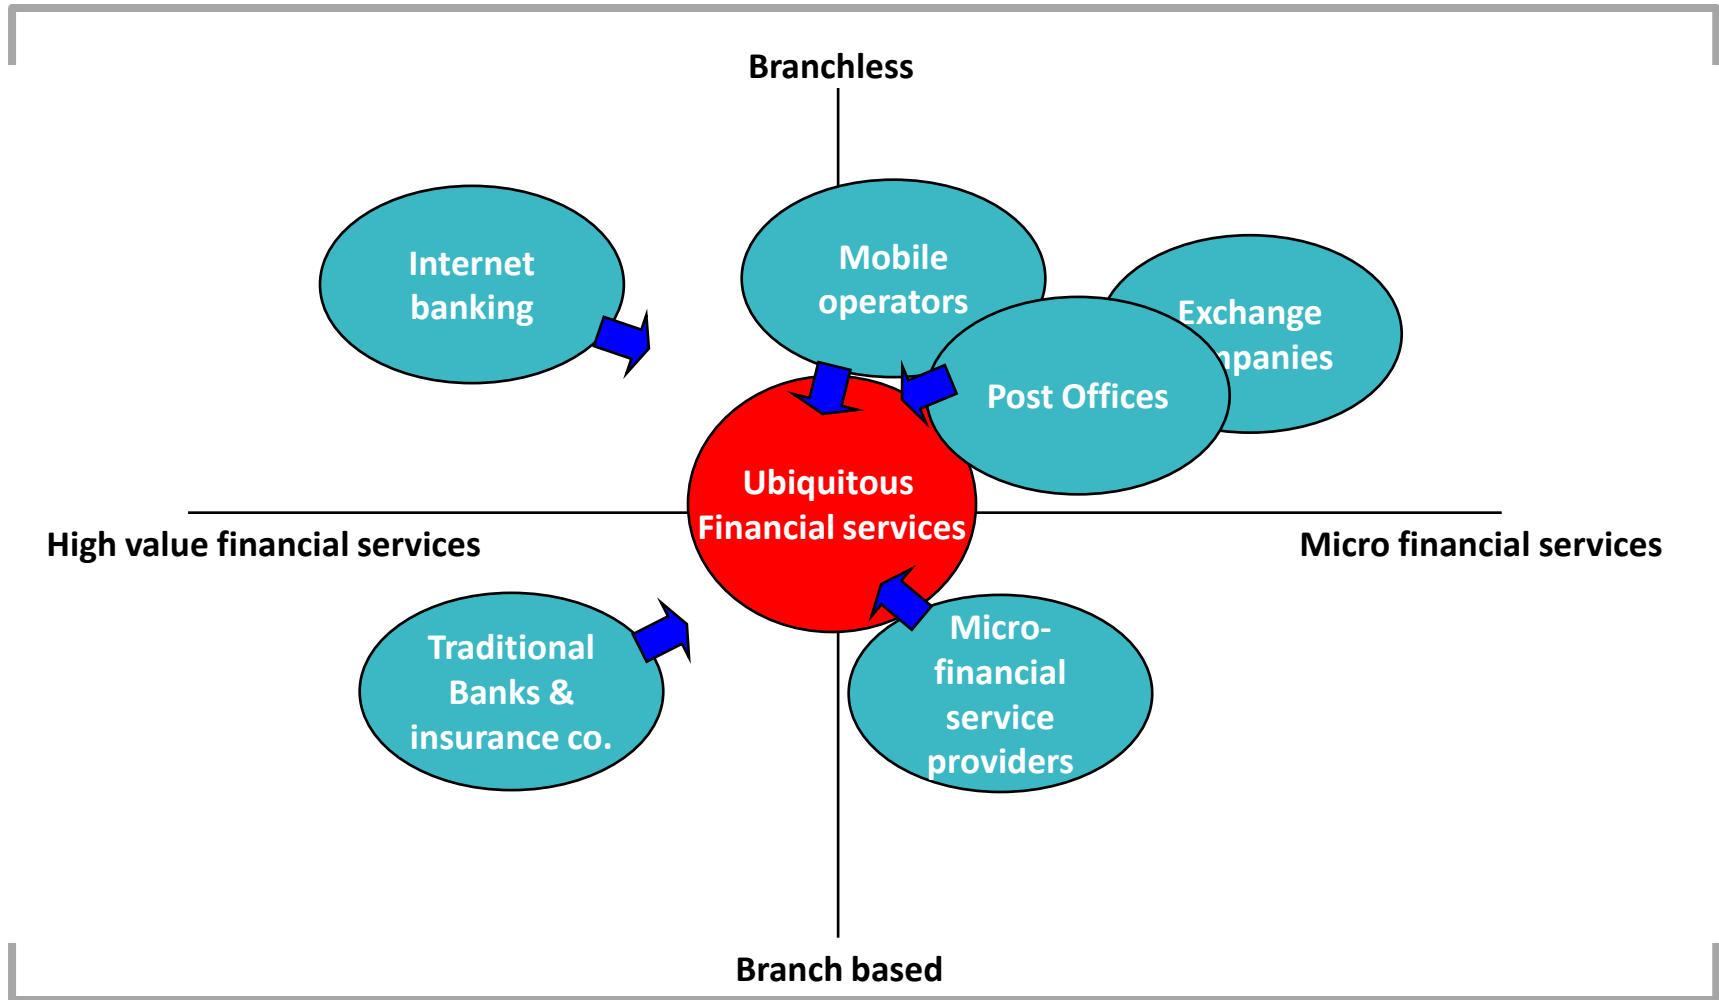 Branchless
Internet
banking
Mobile
operators
Exchange
mpanies
Post Offices
Ubiquitous
Financial services
High value financial services
Micro financial services
Traditional
Banks &
insurance co.
Micro-
financial
service
providers
Branch based